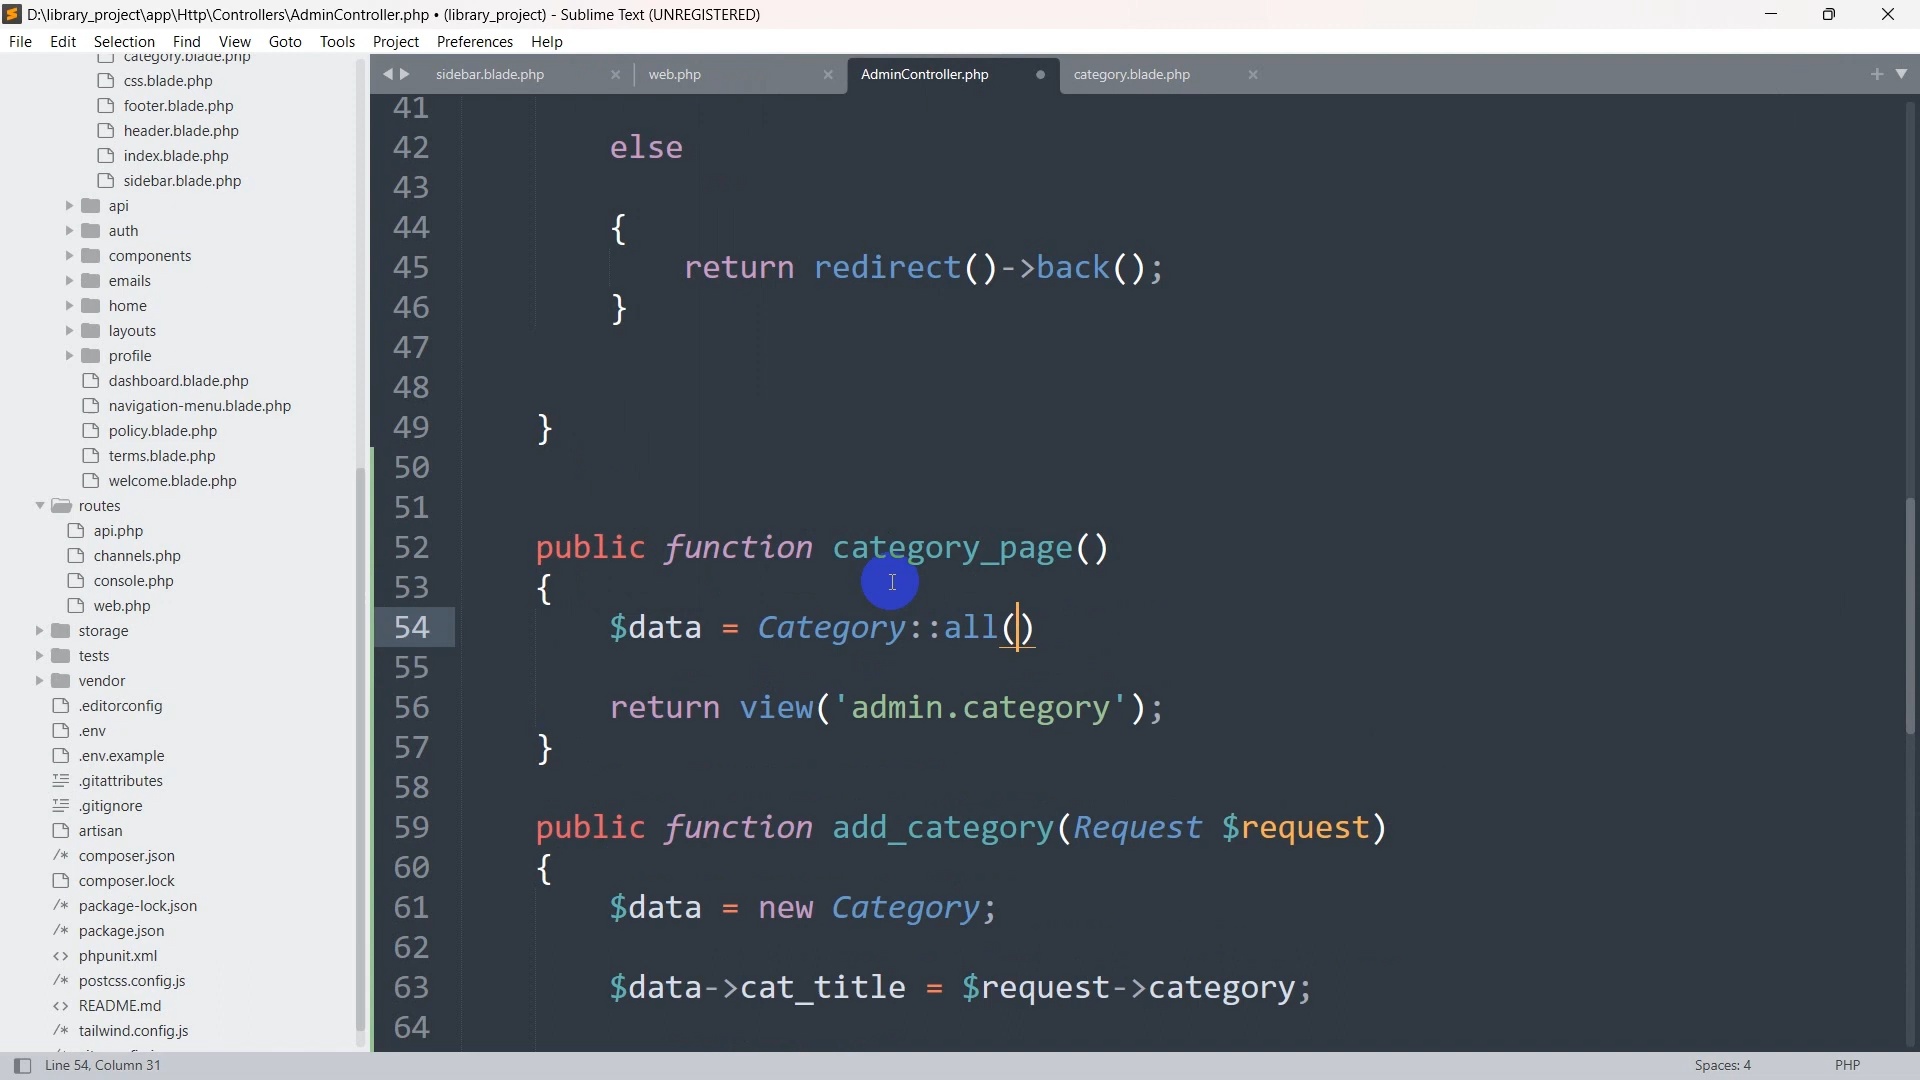 D:\library_project\app\Http\Controllers\AdminController.php • (library_project) - Sublime Text (UNREGISTERED)
File Edit Selection Find View Goto Tools Project Preferences Help
sidebar.blade.php
web.php
AdminController.php
category.blade.php
category.blade.php
css.blade.php
footer.blade.php
header.blade.php
index.blade.php
sidebar.blade.php
api
auth
components
emails
home
layouts
profile
dashboard.blade.php
navigation-menu.blade.php
policy.blade.php
terms.blade.php
welcome.blade.php
routes
api.php
channels.php
console.php
web.php
storage
tests
vendor
.editorconfig
.env
.env.example
.gitattributes
.gitignore
artisan
composer.json
composer.lock
package-lock.json
package.json
phpunit.xml
postcss.config.js
README.md
tailwind.config.js
41
42 else
43
44 {
45 return redirect()->back();
46 }
47
48
49 }
50
51
52 public function category_page()
53 {
54 $data = Category::all()
55
56 return view('admin.category');
57 }
58
59 public function add_category(Request $request)
60 {
61 $data = new Category;
62
63 $data->cat_title = $request->category;
64
Line 54, Column 31
Spaces: 4
PHP